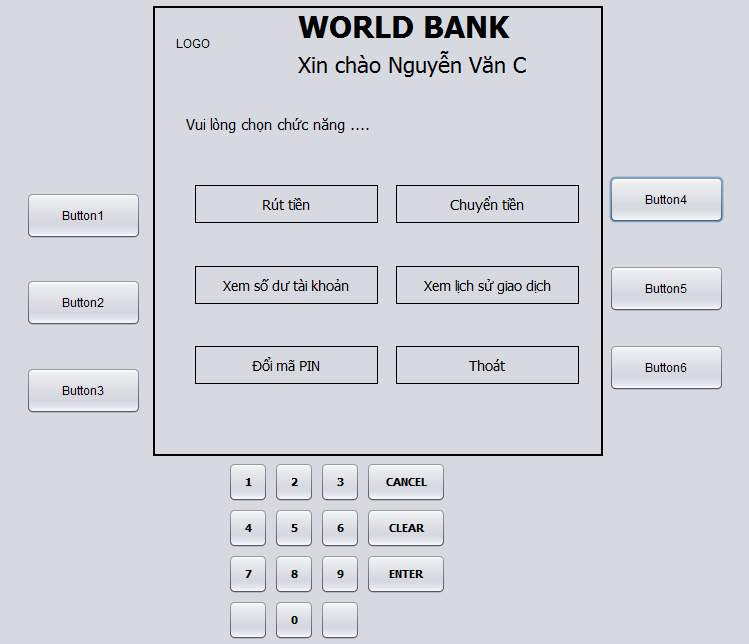 WORLD BANK
LOGO
Xin chào Nguyễn Văn C
Vui lòng chọn chức năng ....
Button1
Rút tiền
Chuyển tiền
Button4
Button2
Xem số dư tài khoản
Xem lịch sử giao dịch
Button5
Button3
Đổi mã PIN
Thoát
Button6
1 2 3 CANCEL
4 5 6 CLEAR
7 8 9 ENTER
0